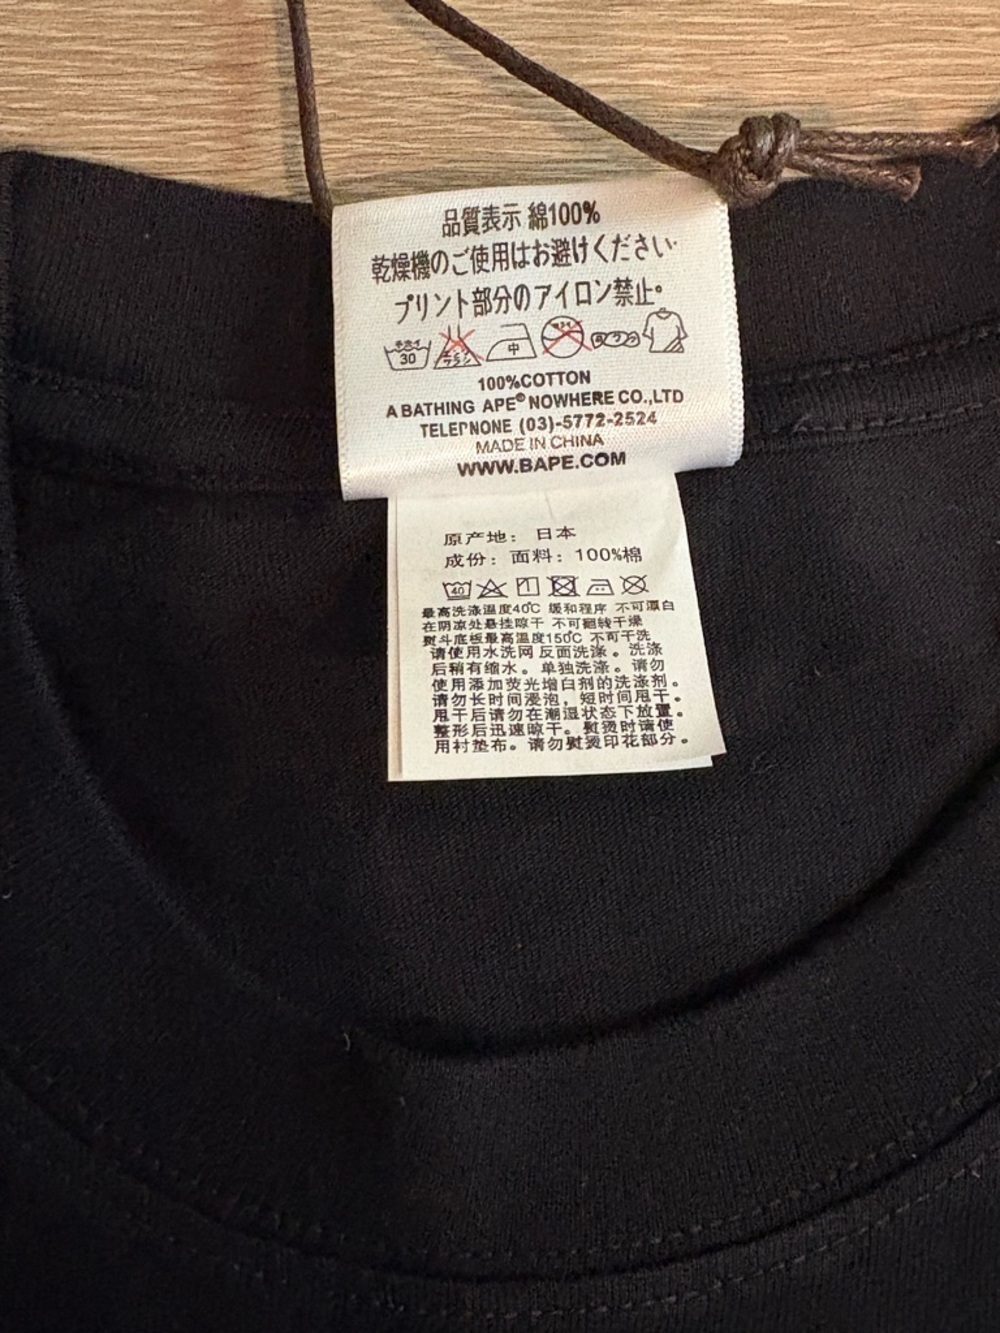 品質表示 綿100%
乾燥機のご使用はお避けください.
プリント部分のアイロン禁止。
30 中
100%COTTON
A BATHING APE® NOWHERE CO.,LTD
TELEPNONE (03)-5772-2524
MADE IN CHINA
WWW.BAPE.COM
原产地：日本
成份：面料：100%棉
40
最高洗涤温度40℃ 缓和程序 不可漂白
在阴凉处悬挂晾干 不可翻转干燥
熨斗底板最高温度150℃ 不可干洗
请使用水洗网反面洗涤。洗涤
后稍有缩水。单独洗涤。请勿
使用添加荧光增白剂的洗涤剂。
请勿长时间浸泡，短时间甩干。
甩干后请勿在潮湿状态下放置。
整形后迅速晾干。熨烫时请使
用衬垫布。请勿熨烫印花部分。